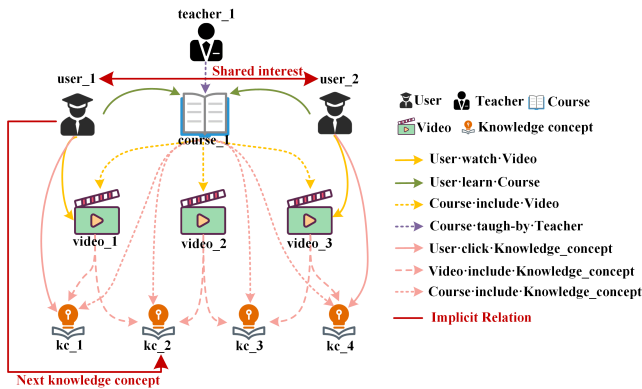 teacher_1
user_1
Shared interest
user_2
course_1
video_1
video_2
video_3
kc_1
kc_2
kc_3
kc_4
Next knowledge concept
User
Teacher
Course
Video
Knowledge concept
User·watch·Video
User·learn·Course
Course·include·Video
Course·taugh-by·Teacher
User·click·Knowledge_concept
Video·include·Knowledge_concept
Course·include·Knowledge_concept
Implicit Relation